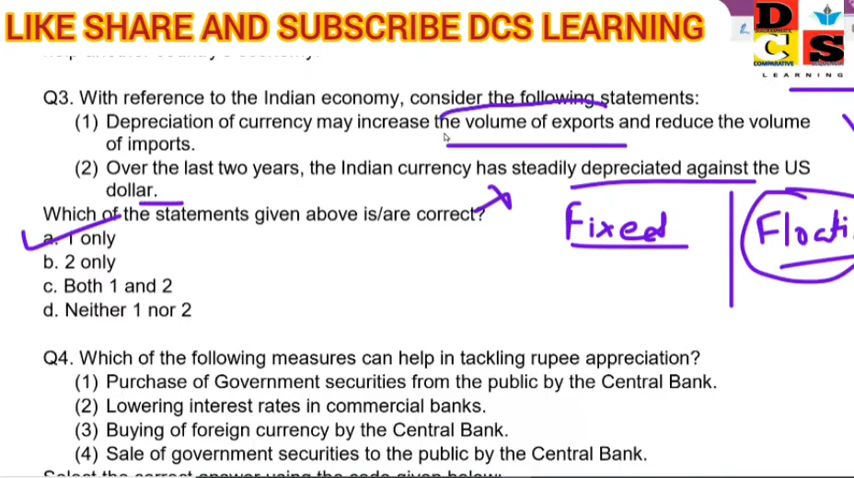 LIKE SHARE AND SUBSCRIBE DCS LEARNING
D
C
S
COMPARATIVE
LEARNING
Q3. With reference to the Indian economy, consider the following statements:
(1) Depreciation of currency may increase the volume of exports and reduce the volume
of imports.
(2) Over the last two years, the Indian currency has steadily depreciated against the US
dollar.
Which of the statements given above is/are correct?
Fixed
Floati
a. 1 only
b. 2 only
c. Both 1 and 2
d. Neither 1 nor 2
Q4. Which of the following measures can help in tackling rupee appreciation?
(1) Purchase of Government securities from the public by the Central Bank.
(2) Lowering interest rates in commercial banks.
(3) Buying of foreign currency by the Central Bank.
(4) Sale of government securities to the public by the Central Bank.